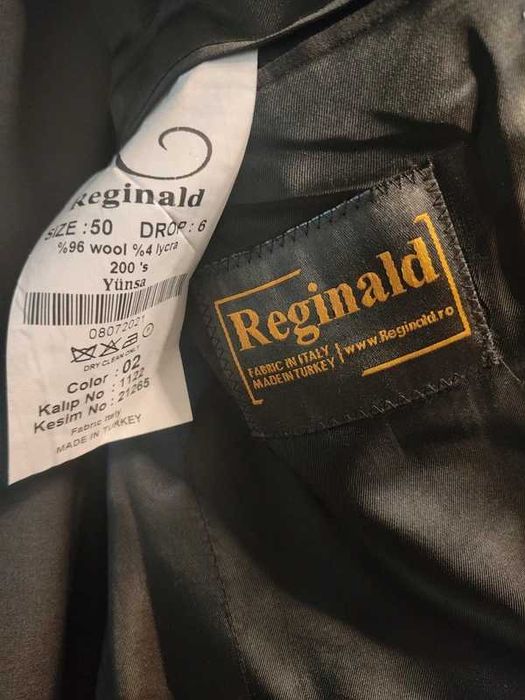 Reginald
SIZE : 50 DROP : 6
%96 wool %4 lycra
200 's
Yünsa
08072021
DRY CLEAN ONLY
Color : 02
Kalıp No : 1122
Kesim No : 21265
Fabric Italy
MADE IN TURKEY
Reginald
FABRIC IN ITALY
MADE IN TURKEY
www.Reginald.ro